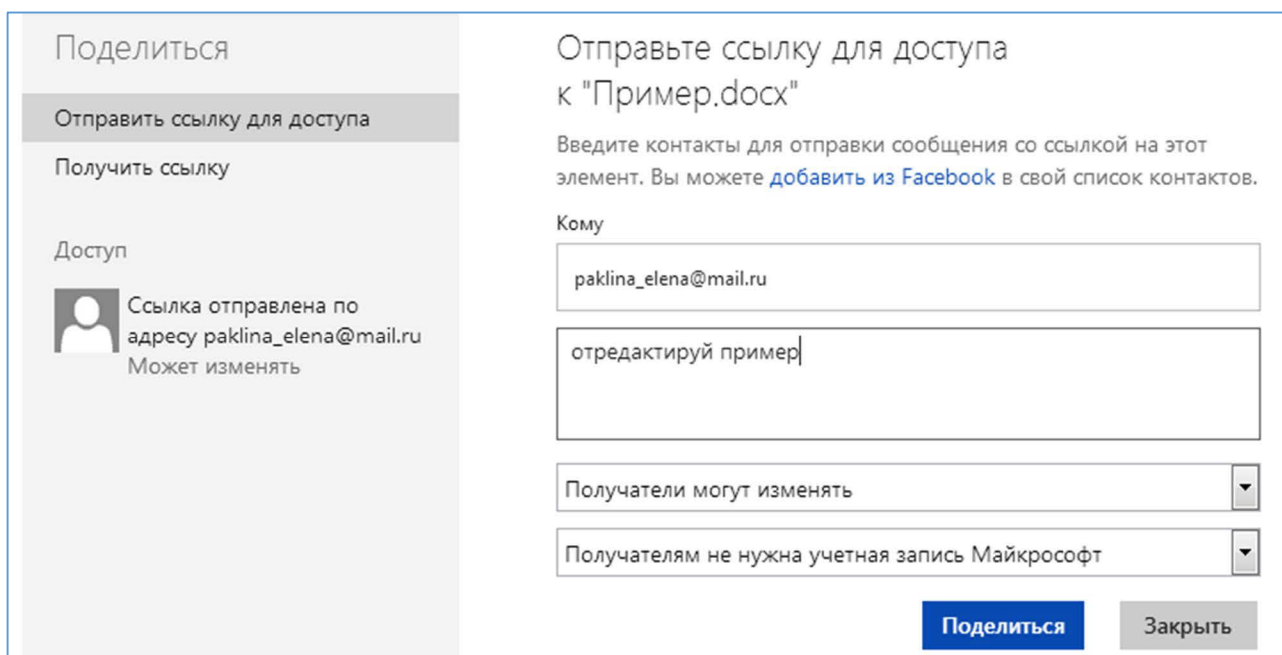 Поделиться
Отправить ссылку для доступа
Получить ссылку
Доступ
Ссылка отправлена по
адресу paklina_elena@mail.ru
Может изменять
Отправьте ссылку для доступа
к "Пример.docx"
Введите контакты для отправки сообщения со ссылкой на этот
элемент. Вы можете добавить из Facebook в свой список контактов.
Кому
paklina_elena@mail.ru
отредактируй пример
Получатели могут изменять
Получателям не нужна учетная запись Майкрософт
Поделиться
Закрыть